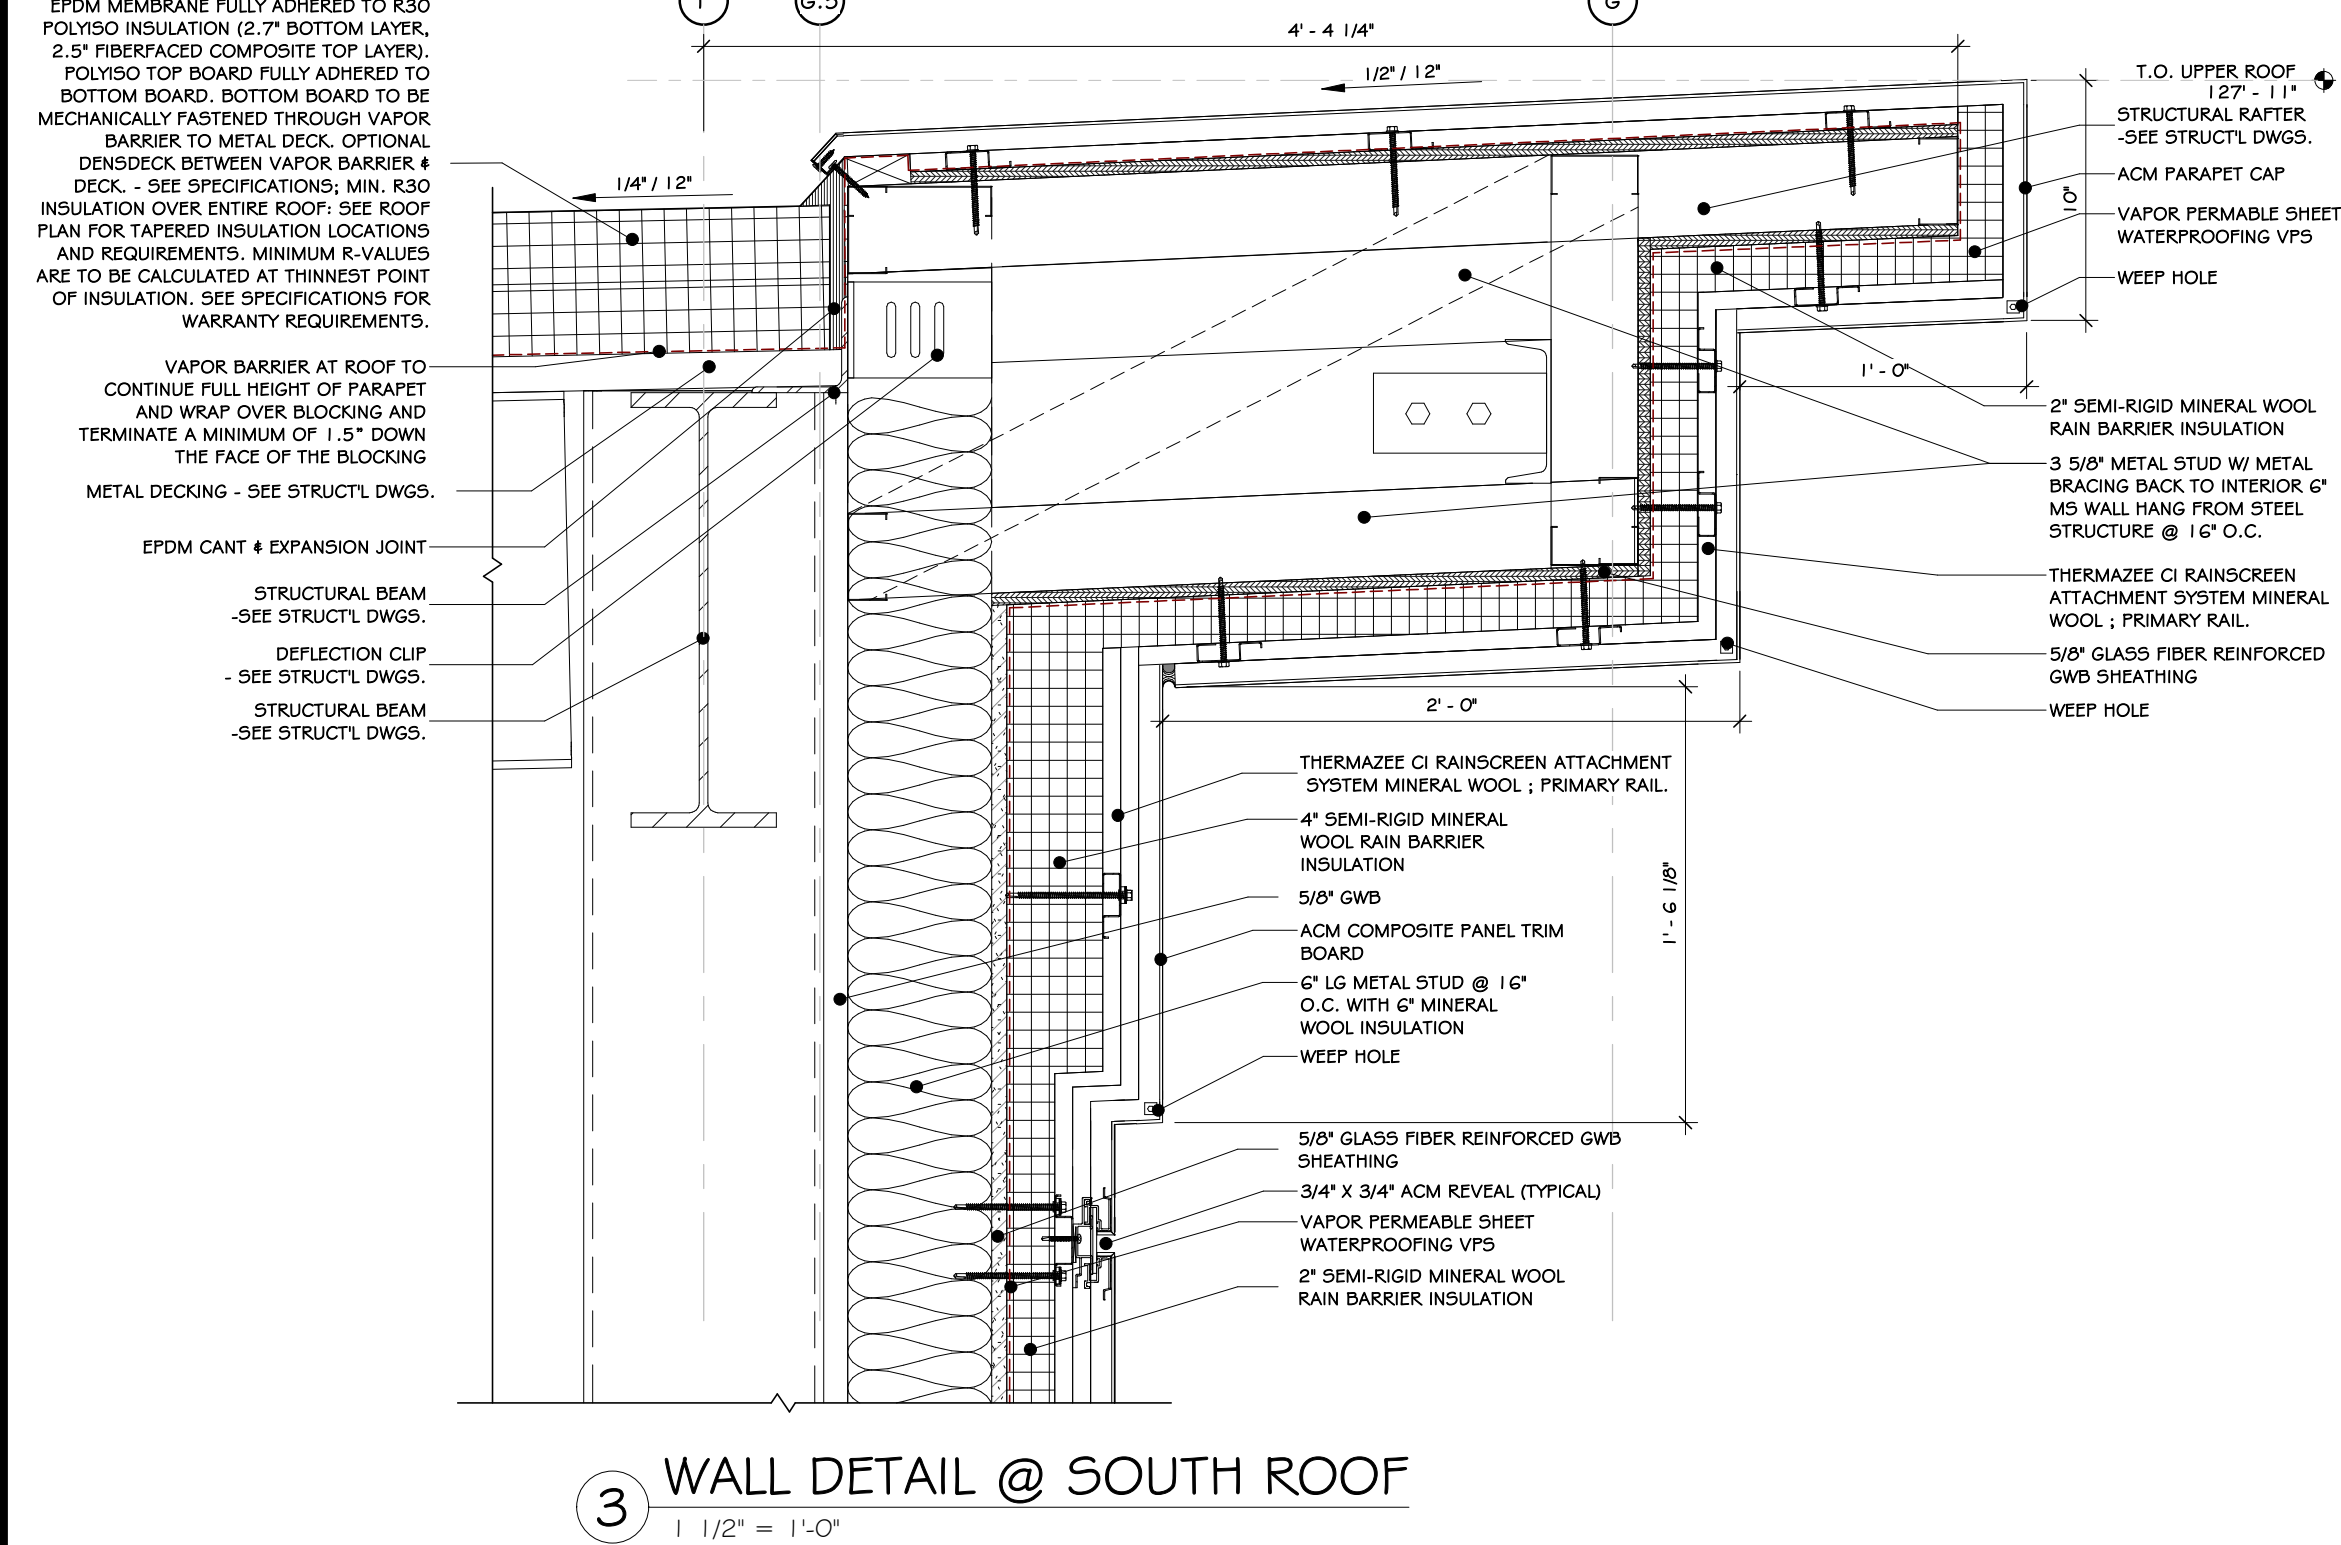 EPDM MEMBRANE FULLY ADHERED TO R30
POLYISO INSULATION (2.7" BOTTOM LAYER,
2.5" FIBERFACED COMPOSITE TOP LAYER).
POLYISO TOP BOARD FULLY ADHERED TO
BOTTOM BOARD. BOTTOM BOARD TO BE
MECHANICALLY FASTENED THROUGH VAPOR
BARRIER TO METAL DECK. OPTIONAL
DENSDECK BETWEEN VAPOR BARRIER &
DECK. - SEE SPECIFICATIONS; MIN. R30
INSULATION OVER ENTIRE ROOF: SEE ROOF
PLAN FOR TAPERED INSULATION LOCATIONS
AND REQUIREMENTS. MINIMUM R-VALUES
ARE TO BE CALCULATED AT THINNEST POINT
OF INSULATION. SEE SPECIFICATIONS FOR
WARRANTY REQUIREMENTS.
VAPOR BARRIER AT ROOF TO
CONTINUE FULL HEIGHT OF PARAPET
AND WRAP OVER BLOCKING AND
TERMINATE A MINIMUM OF 1.5" DOWN
THE FACE OF THE BLOCKING
METAL DECKING - SEE STRUCT'L DWGS.
EPDM CANT & EXPANSION JOINT
STRUCTURAL BEAM
-SEE STRUCT'L DWGS.
DEFLECTION CLIP
- SEE STRUCT'L DWGS.
STRUCTURAL BEAM
-SEE STRUCT'L DWGS.
G.5
G
4' - 4 1/4"
1/2" / 12"
1/4" / 12"
T.O. UPPER ROOF
127' - 11"
STRUCTURAL RAFTER
-SEE STRUCT'L DWGS.
ACM PARAPET CAP
10"
VAPOR PERMABLE SHEET
WATERPROOFING VPS
WEEP HOLE
1' - 0"
2" SEMI-RIGID MINERAL WOOL
RAIN BARRIER INSULATION
3 5/8" METAL STUD W/ METAL
BRACING BACK TO INTERIOR 6"
MS WALL HANG FROM STEEL
STRUCTURE @ 16" O.C.
THERMAZEE CI RAINSCREEN
ATTACHMENT SYSTEM MINERAL
WOOL ; PRIMARY RAIL.
5/8" GLASS FIBER REINFORCED
GWB SHEATHING
WEEP HOLE
2' - 0"
1' - 6 1/8"
THERMAZEE CI RAINSCREEN ATTACHMENT
SYSTEM MINERAL WOOL ; PRIMARY RAIL.
4" SEMI-RIGID MINERAL
WOOL RAIN BARRIER
INSULATION
5/8" GWB
ACM COMPOSITE PANEL TRIM
BOARD
6" LG METAL STUD @ 16"
O.C. WITH 6" MINERAL
WOOL INSULATION
WEEP HOLE
5/8" GLASS FIBER REINFORCED GWB
SHEATHING
3/4" X 3/4" ACM REVEAL (TYPICAL)
VAPOR PERMEABLE SHEET
WATERPROOFING VPS
2" SEMI-RIGID MINERAL WOOL
RAIN BARRIER INSULATION
3
WALL DETAIL @ SOUTH ROOF
1 1/2" = 1'-0"